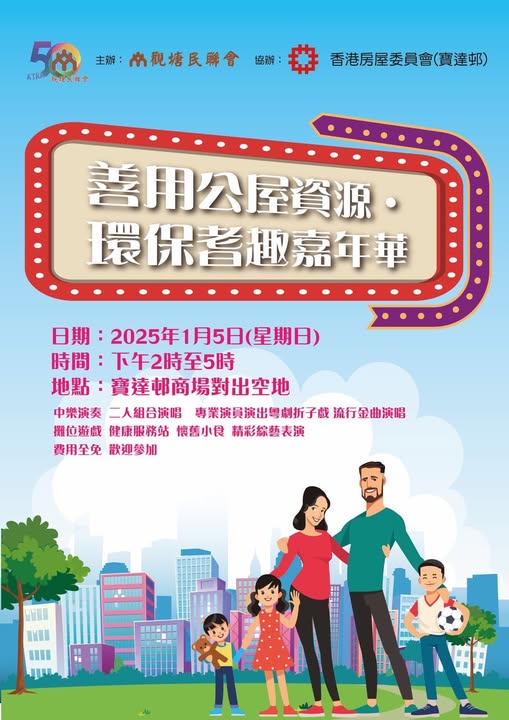 50
觀塘民聯會
主辦：觀塘民聯會 協辦： 香港房屋委員會(寶達邨)
善用公屋資源・
環保耆趣嘉年華
日期：2025年1月5日(星期日)
時間：下午2時至5時
地點：寶達邨商場對出空地
中樂演奏 二人組合演唱 專業演員演出粵劇折子戲 流行金曲演唱
攤位遊戲 健康服務站 懷舊小食 精彩綜藝表演
費用全免 歡迎參加